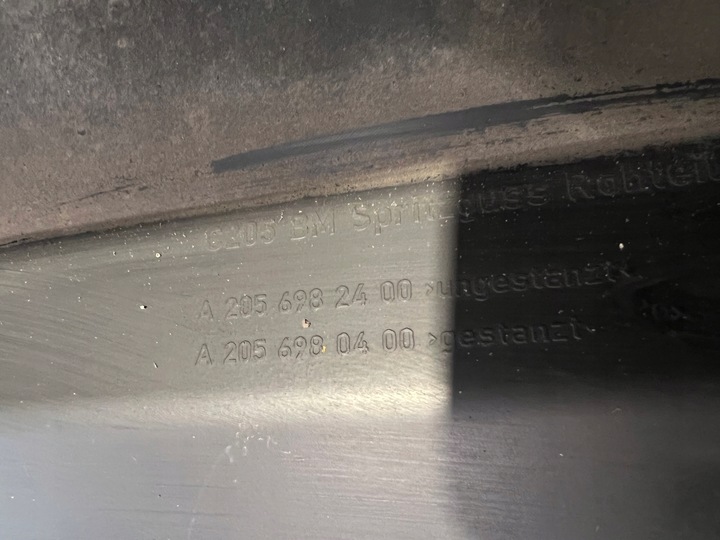 C205 BM Spritzguss Rohteil
A 205 698 24 00 >ungestanzt<
A 205 698 04 00 >gestanzt<